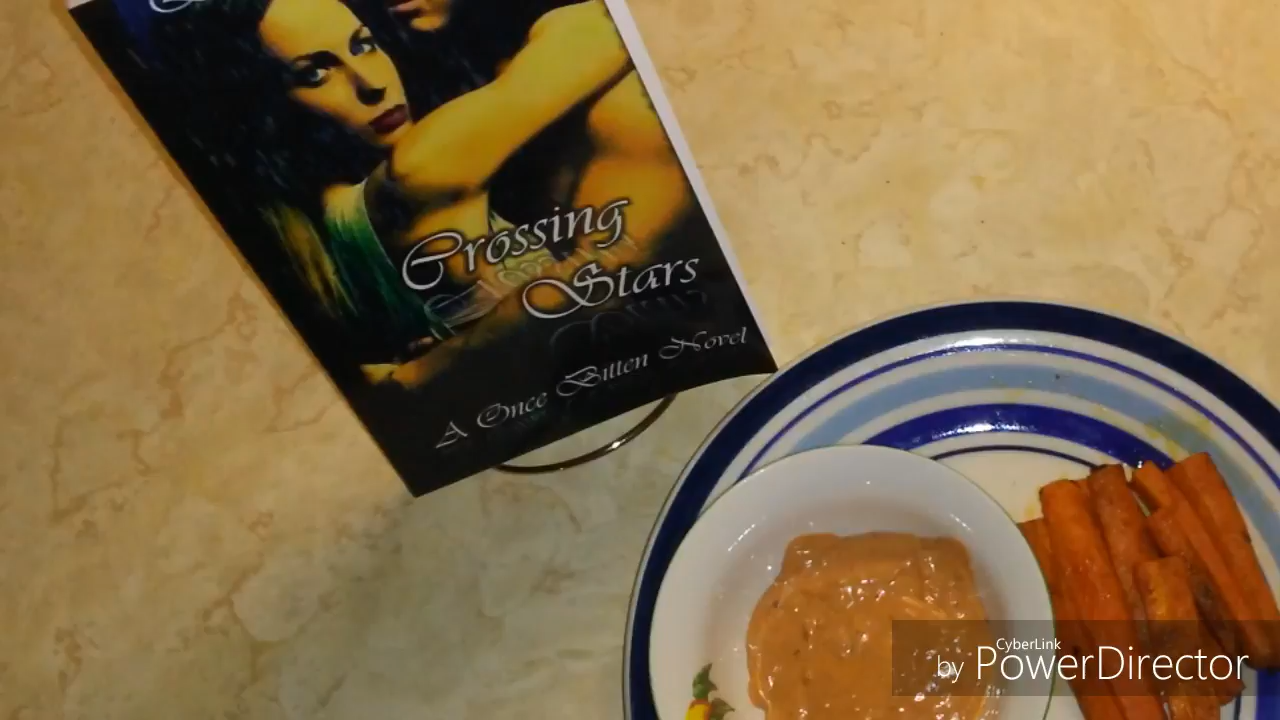 Crossing
Stars
A Once Bitten Novel
CyberLink
by PowerDirector